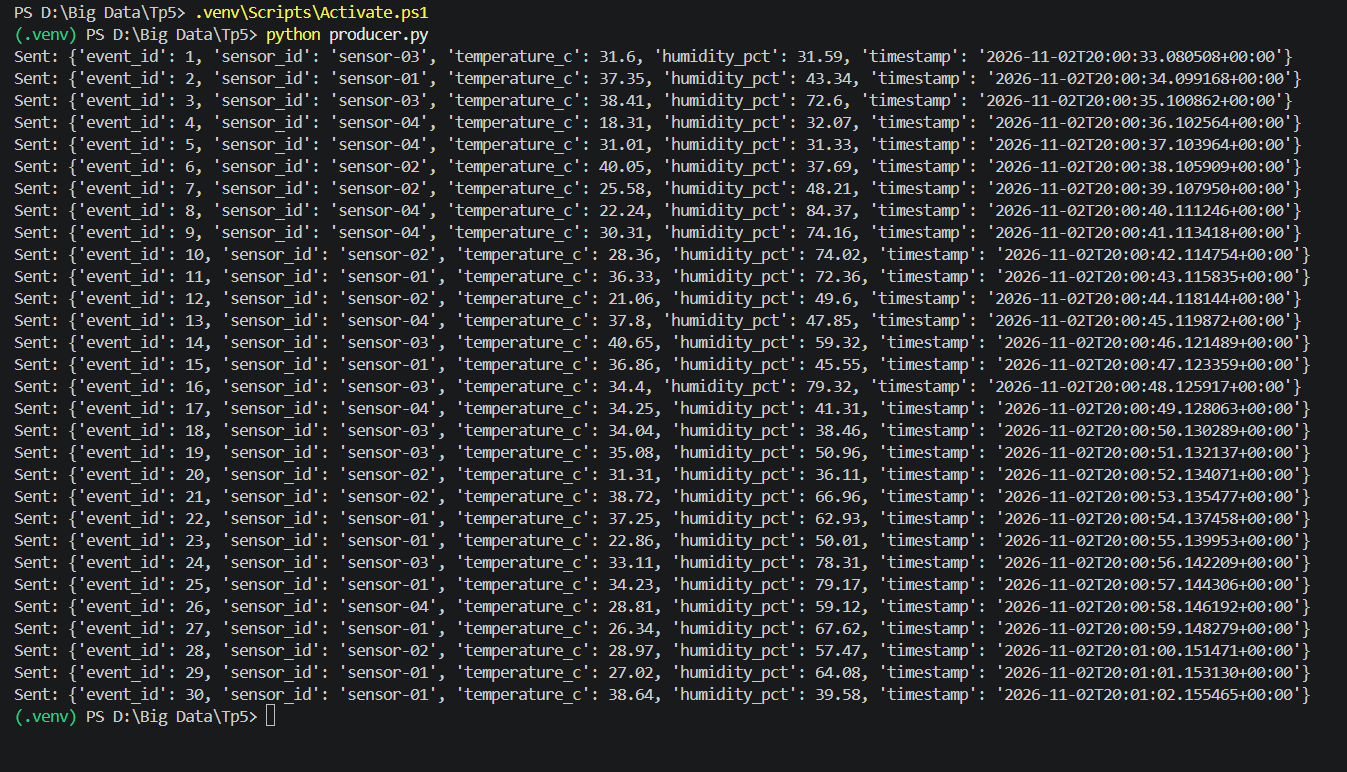 PS D:\Big Data\Tp5> .venv\Scripts\Activate.ps1
(.venv) PS D:\Big Data\Tp5> python producer.py
Sent: {'event_id': 1, 'sensor_id': 'sensor-03', 'temperature_c': 31.6, 'humidity_pct': 31.59, 'timestamp': '2026-11-02T20:00:33.080508+00:00'}
Sent: {'event_id': 2, 'sensor_id': 'sensor-01', 'temperature_c': 37.35, 'humidity_pct': 43.34, 'timestamp': '2026-11-02T20:00:34.099168+00:00'}
Sent: {'event_id': 3, 'sensor_id': 'sensor-03', 'temperature_c': 38.41, 'humidity_pct': 72.6, 'timestamp': '2026-11-02T20:00:35.100862+00:00'}
Sent: {'event_id': 4, 'sensor_id': 'sensor-04', 'temperature_c': 18.31, 'humidity_pct': 32.07, 'timestamp': '2026-11-02T20:00:36.102564+00:00'}
Sent: {'event_id': 5, 'sensor_id': 'sensor-04', 'temperature_c': 31.01, 'humidity_pct': 31.33, 'timestamp': '2026-11-02T20:00:37.103964+00:00'}
Sent: {'event_id': 6, 'sensor_id': 'sensor-02', 'temperature_c': 40.05, 'humidity_pct': 37.69, 'timestamp': '2026-11-02T20:00:38.105909+00:00'}
Sent: {'event_id': 7, 'sensor_id': 'sensor-02', 'temperature_c': 25.58, 'humidity_pct': 48.21, 'timestamp': '2026-11-02T20:00:39.107950+00:00'}
Sent: {'event_id': 8, 'sensor_id': 'sensor-04', 'temperature_c': 22.24, 'humidity_pct': 84.37, 'timestamp': '2026-11-02T20:00:40.111246+00:00'}
Sent: {'event_id': 9, 'sensor_id': 'sensor-04', 'temperature_c': 30.31, 'humidity_pct': 74.16, 'timestamp': '2026-11-02T20:00:41.113418+00:00'}
Sent: {'event_id': 10, 'sensor_id': 'sensor-02', 'temperature_c': 28.36, 'humidity_pct': 74.02, 'timestamp': '2026-11-02T20:00:42.114754+00:00'}
Sent: {'event_id': 11, 'sensor_id': 'sensor-01', 'temperature_c': 36.33, 'humidity_pct': 72.36, 'timestamp': '2026-11-02T20:00:43.115835+00:00'}
Sent: {'event_id': 12, 'sensor_id': 'sensor-02', 'temperature_c': 21.06, 'humidity_pct': 49.6, 'timestamp': '2026-11-02T20:00:44.118144+00:00'}
Sent: {'event_id': 13, 'sensor_id': 'sensor-04', 'temperature_c': 37.8, 'humidity_pct': 47.85, 'timestamp': '2026-11-02T20:00:45.119872+00:00'}
Sent: {'event_id': 14, 'sensor_id': 'sensor-03', 'temperature_c': 40.65, 'humidity_pct': 59.32, 'timestamp': '2026-11-02T20:00:46.121489+00:00'}
Sent: {'event_id': 15, 'sensor_id': 'sensor-01', 'temperature_c': 36.86, 'humidity_pct': 45.55, 'timestamp': '2026-11-02T20:00:47.123359+00:00'}
Sent: {'event_id': 16, 'sensor_id': 'sensor-03', 'temperature_c': 34.4, 'humidity_pct': 79.32, 'timestamp': '2026-11-02T20:00:48.125917+00:00'}
Sent: {'event_id': 17, 'sensor_id': 'sensor-04', 'temperature_c': 34.25, 'humidity_pct': 41.31, 'timestamp': '2026-11-02T20:00:49.128063+00:00'}
Sent: {'event_id': 18, 'sensor_id': 'sensor-03', 'temperature_c': 34.04, 'humidity_pct': 38.46, 'timestamp': '2026-11-02T20:00:50.130289+00:00'}
Sent: {'event_id': 19, 'sensor_id': 'sensor-03', 'temperature_c': 35.08, 'humidity_pct': 50.96, 'timestamp': '2026-11-02T20:00:51.132137+00:00'}
Sent: {'event_id': 20, 'sensor_id': 'sensor-02', 'temperature_c': 31.31, 'humidity_pct': 36.11, 'timestamp': '2026-11-02T20:00:52.134071+00:00'}
Sent: {'event_id': 21, 'sensor_id': 'sensor-02', 'temperature_c': 38.72, 'humidity_pct': 66.96, 'timestamp': '2026-11-02T20:00:53.135477+00:00'}
Sent: {'event_id': 22, 'sensor_id': 'sensor-01', 'temperature_c': 37.25, 'humidity_pct': 62.93, 'timestamp': '2026-11-02T20:00:54.137458+00:00'}
Sent: {'event_id': 23, 'sensor_id': 'sensor-01', 'temperature_c': 22.86, 'humidity_pct': 50.01, 'timestamp': '2026-11-02T20:00:55.139953+00:00'}
Sent: {'event_id': 24, 'sensor_id': 'sensor-03', 'temperature_c': 33.11, 'humidity_pct': 78.31, 'timestamp': '2026-11-02T20:00:56.142209+00:00'}
Sent: {'event_id': 25, 'sensor_id': 'sensor-01', 'temperature_c': 34.23, 'humidity_pct': 79.17, 'timestamp': '2026-11-02T20:00:57.144306+00:00'}
Sent: {'event_id': 26, 'sensor_id': 'sensor-04', 'temperature_c': 28.81, 'humidity_pct': 59.12, 'timestamp': '2026-11-02T20:00:58.146192+00:00'}
Sent: {'event_id': 27, 'sensor_id': 'sensor-01', 'temperature_c': 26.34, 'humidity_pct': 67.62, 'timestamp': '2026-11-02T20:00:59.148279+00:00'}
Sent: {'event_id': 28, 'sensor_id': 'sensor-02', 'temperature_c': 28.97, 'humidity_pct': 57.47, 'timestamp': '2026-11-02T20:01:00.151471+00:00'}
Sent: {'event_id': 29, 'sensor_id': 'sensor-01', 'temperature_c': 27.02, 'humidity_pct': 64.08, 'timestamp': '2026-11-02T20:01:01.153130+00:00'}
Sent: {'event_id': 30, 'sensor_id': 'sensor-01', 'temperature_c': 38.64, 'humidity_pct': 39.58, 'timestamp': '2026-11-02T20:01:02.155465+00:00'}
(.venv) PS D:\Big Data\Tp5>